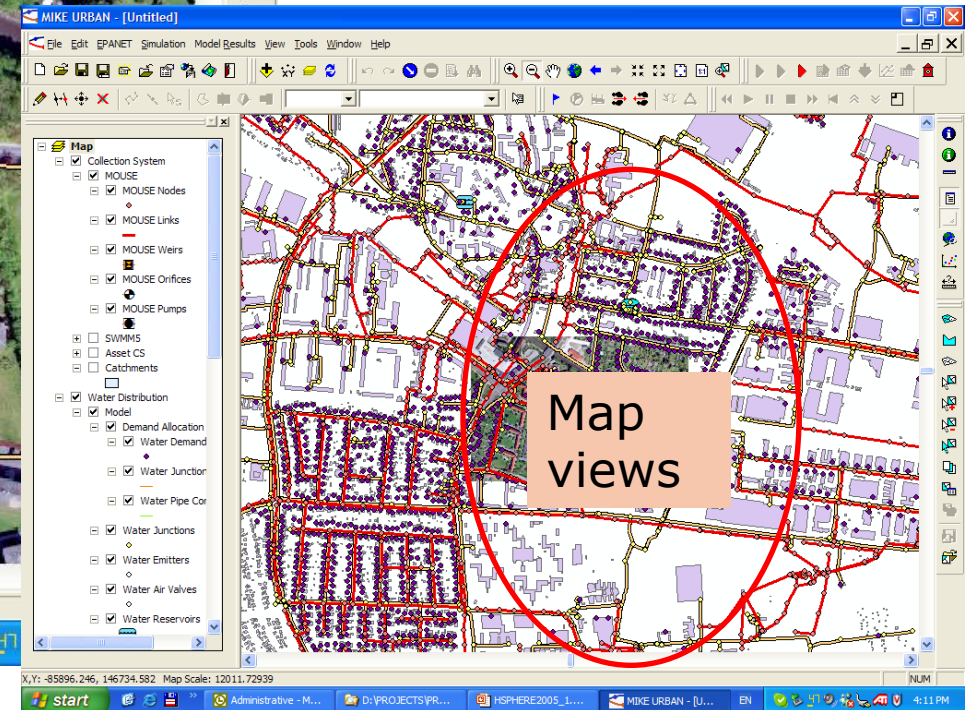 MIKE URBAN - [Untitled]
File Edit EPANET Simulation Model Results View Tools Window Help
Map
Collection System
MOUSE
MOUSE Nodes
MOUSE Links
MOUSE Weirs
MOUSE Orifices
MOUSE Pumps
SWMM5
Asset CS
Catchments
Water Distribution
Model
Demand Allocation
Water Demand
Water Junction
Water Pipe Cor
Water Junctions
Water Emitters
Water Air Valves
Water Reservoirs
Map
views
X,Y: -85896.246, 146734.582 Map Scale: 12011.72939
NUM
start
Administrative - M...
D:\PROJECTS\PR...
HSPHERE2005_1....
MIKE URBAN - [U...
EN
4:11 PM